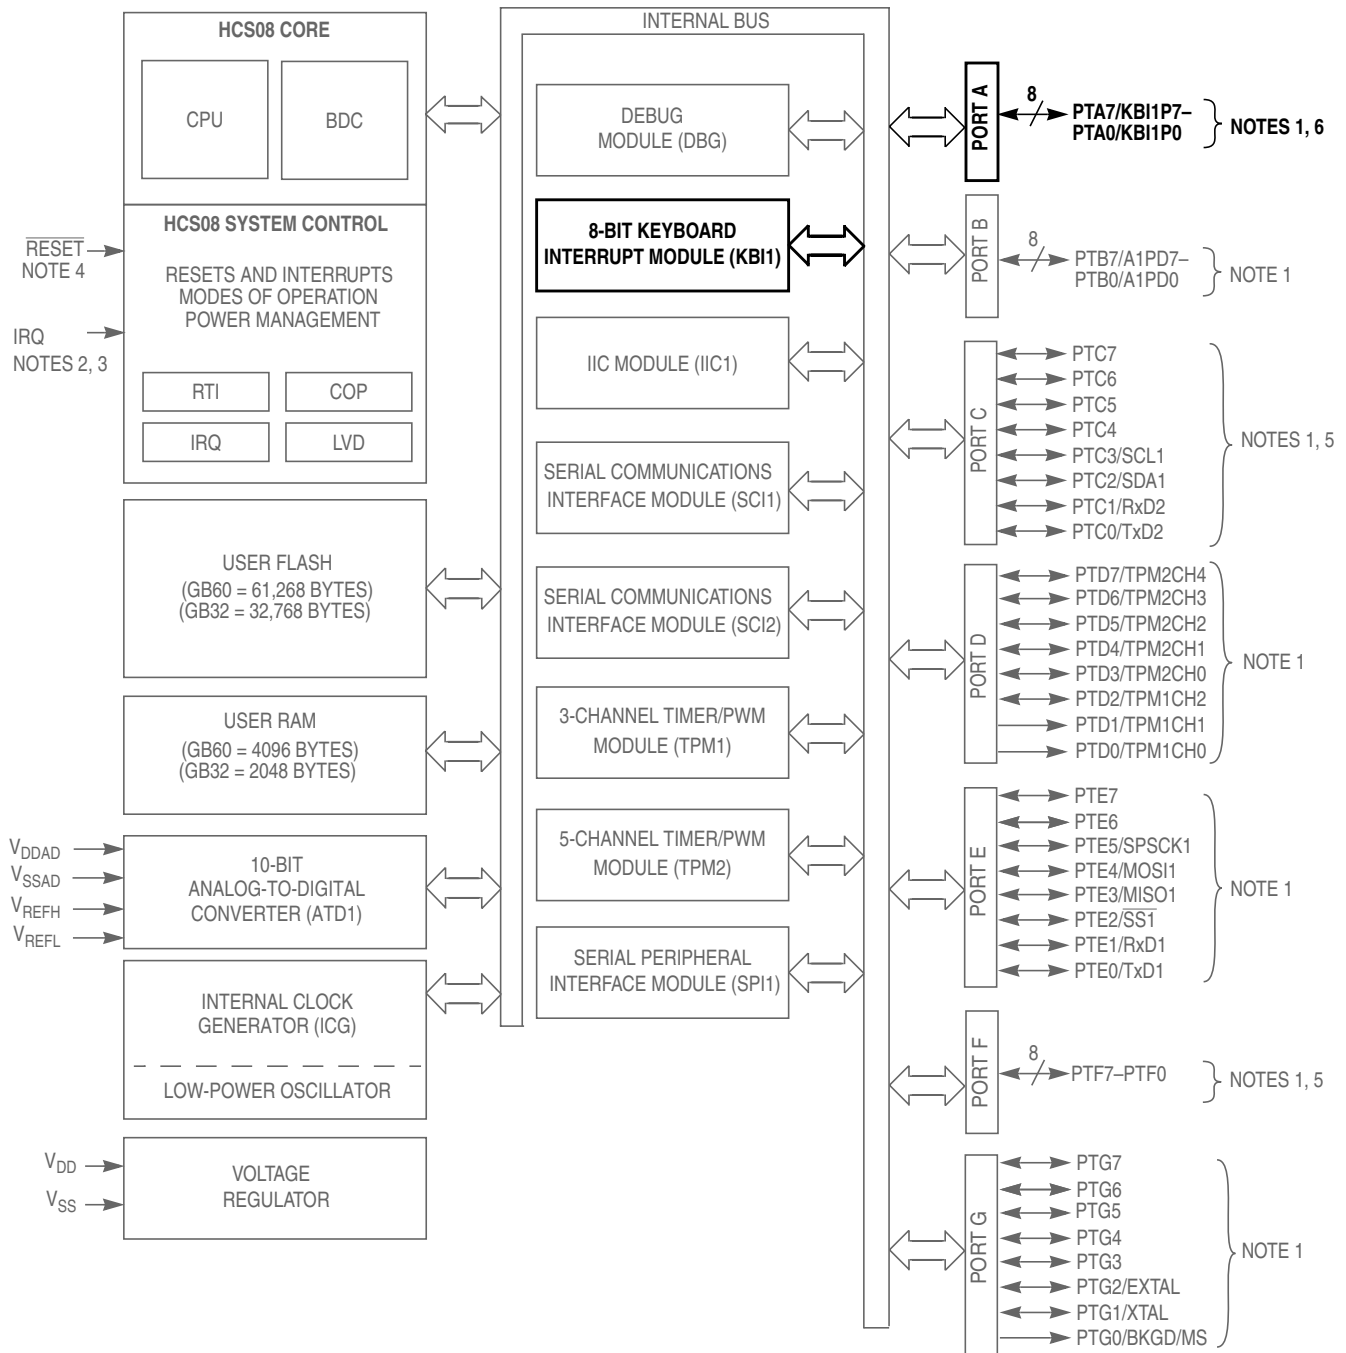 HCS08 CORE
CPU
BDC
HCS08 SYSTEM CONTROL
RESETS AND INTERRUPTS
MODES OF OPERATION
POWER MANAGEMENT
RTI
COP
IRQ
LVD
RESET
NOTE 4
IRQ
NOTES 2, 3
USER FLASH
(GB60 = 61,268 BYTES)
(GB32 = 32,768 BYTES)
USER RAM
(GB60 = 4096 BYTES)
(GB32 = 2048 BYTES)
VDDAD
VSSAD
VREFH
VREFL
10-BIT
ANALOG-TO-DIGITAL
CONVERTER (ATD1)
INTERNAL CLOCK
GENERATOR (ICG)
LOW-POWER OSCILLATOR
VDD
VSS
VOLTAGE
REGULATOR
INTERNAL BUS
DEBUG
MODULE (DBG)
8-BIT KEYBOARD
INTERRUPT MODULE (KBI1)
IIC MODULE (IIC1)
SERIAL COMMUNICATIONS
INTERFACE MODULE (SCI1)
SERIAL COMMUNICATIONS
INTERFACE MODULE (SCI2)
3-CHANNEL TIMER/PWM
MODULE (TPM1)
5-CHANNEL TIMER/PWM
MODULE (TPM2)
SERIAL PERIPHERAL
INTERFACE MODULE (SPI1)
PORT A
8
PTA7/KBI1P7–
PTA0/KBI1P0
NOTES 1, 6
PORT B
8
PTB7/A1PD7–
PTB0/A1PD0
NOTE 1
PORT C
PTC7
PTC6
PTC5
PTC4
PTC3/SCL1
PTC2/SDA1
PTC1/RxD2
PTC0/TxD2
NOTES 1, 5
PORT D
PTD7/TPM2CH4
PTD6/TPM2CH3
PTD5/TPM2CH2
PTD4/TPM2CH1
PTD3/TPM2CH0
PTD2/TPM1CH2
PTD1/TPM1CH1
PTD0/TPM1CH0
NOTE 1
PORT E
PTE7
PTE6
PTE5/SPSCK1
PTE4/MOSI1
PTE3/MISO1
PTE2/SS1
PTE1/RxD1
PTE0/TxD1
NOTE 1
PORT F
8
PTF7–PTF0
NOTES 1, 5
PORT G
PTG7
PTG6
PTG5
PTG4
PTG3
PTG2/EXTAL
PTG1/XTAL
PTG0/BKGD/MS
NOTE 1